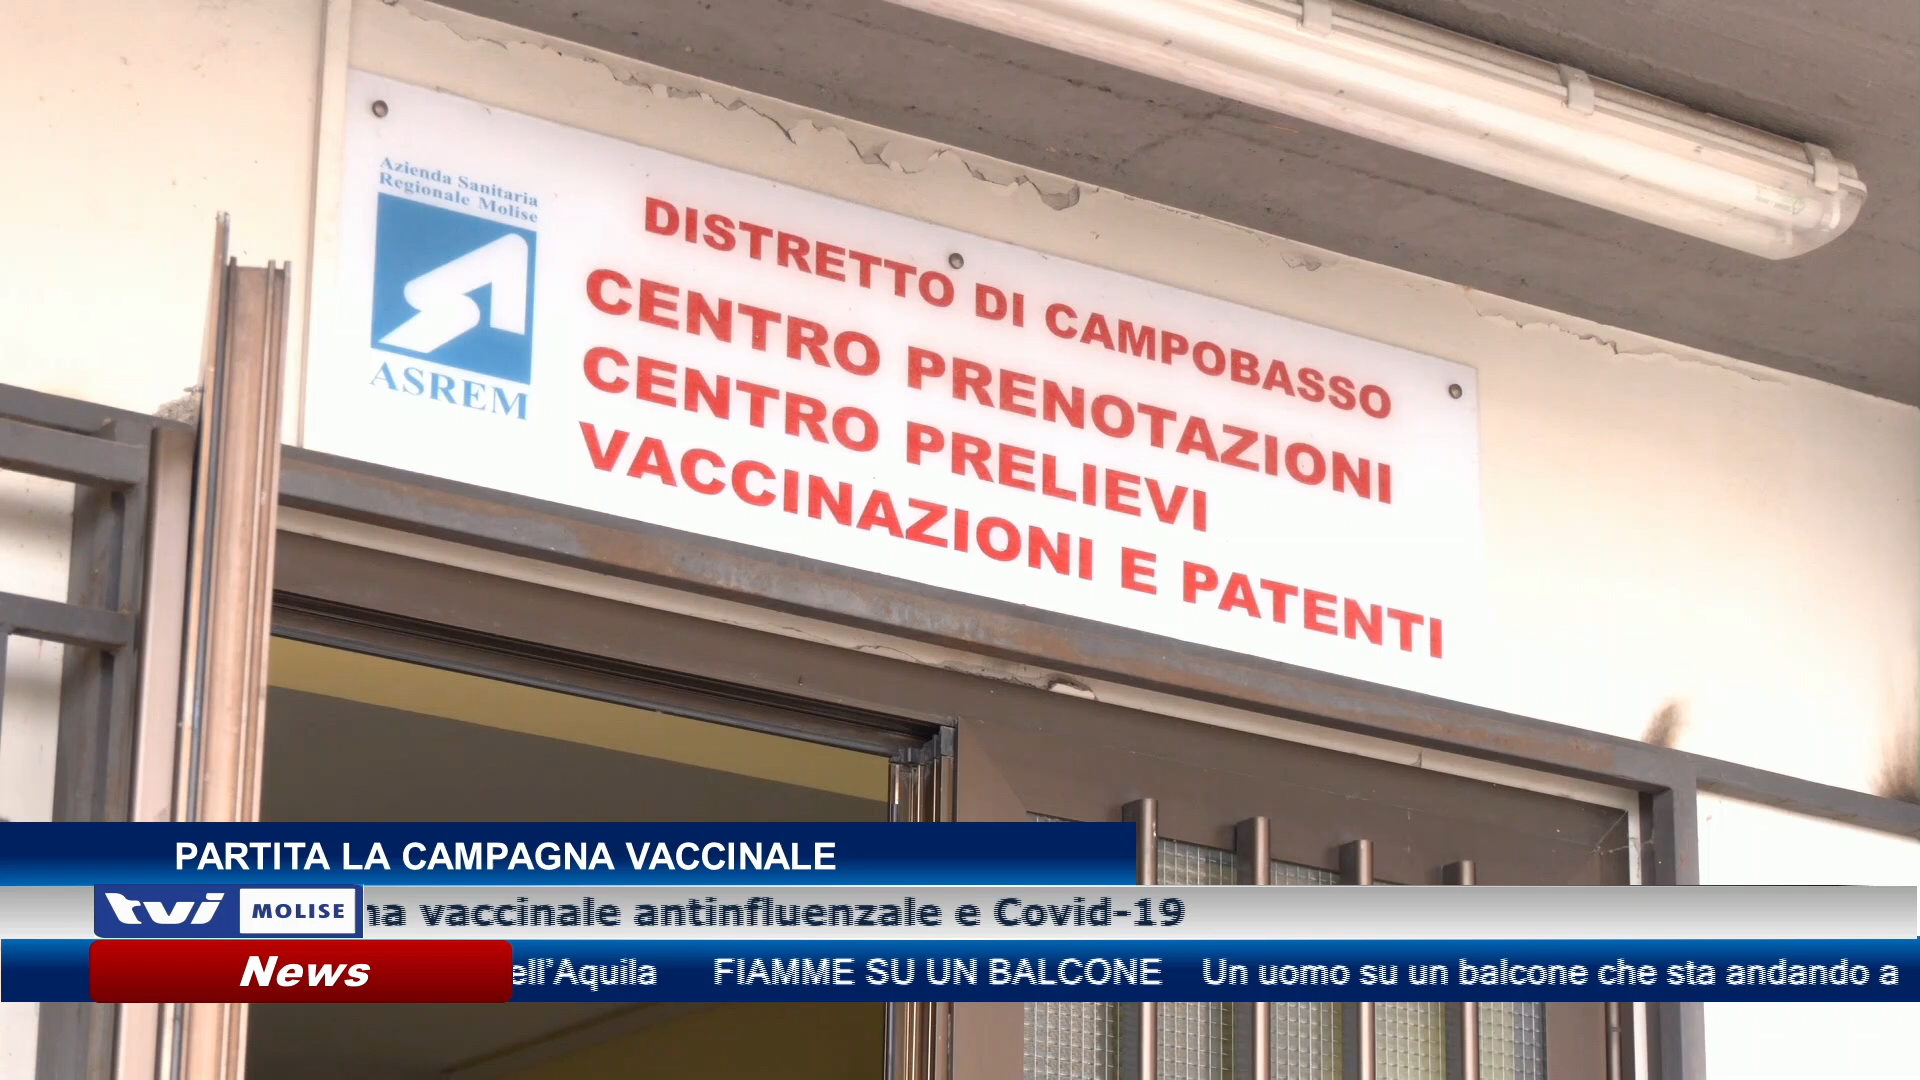 Azienda Sanitaria
Regionale Molise
ASREM
DISTRETTO DI CAMPOBASSO
CENTRO PRENOTAZIONI
CENTRO PRELIEVI
VACCINAZIONI E PATENTI
PARTITA LA CAMPAGNA VACCINALE
tvi MOLISE
vaccinale antinfluenzale e Covid-19
News
ell'Aquila FIAMME SU UN BALCONE Un uomo su un balcone che sta andando a